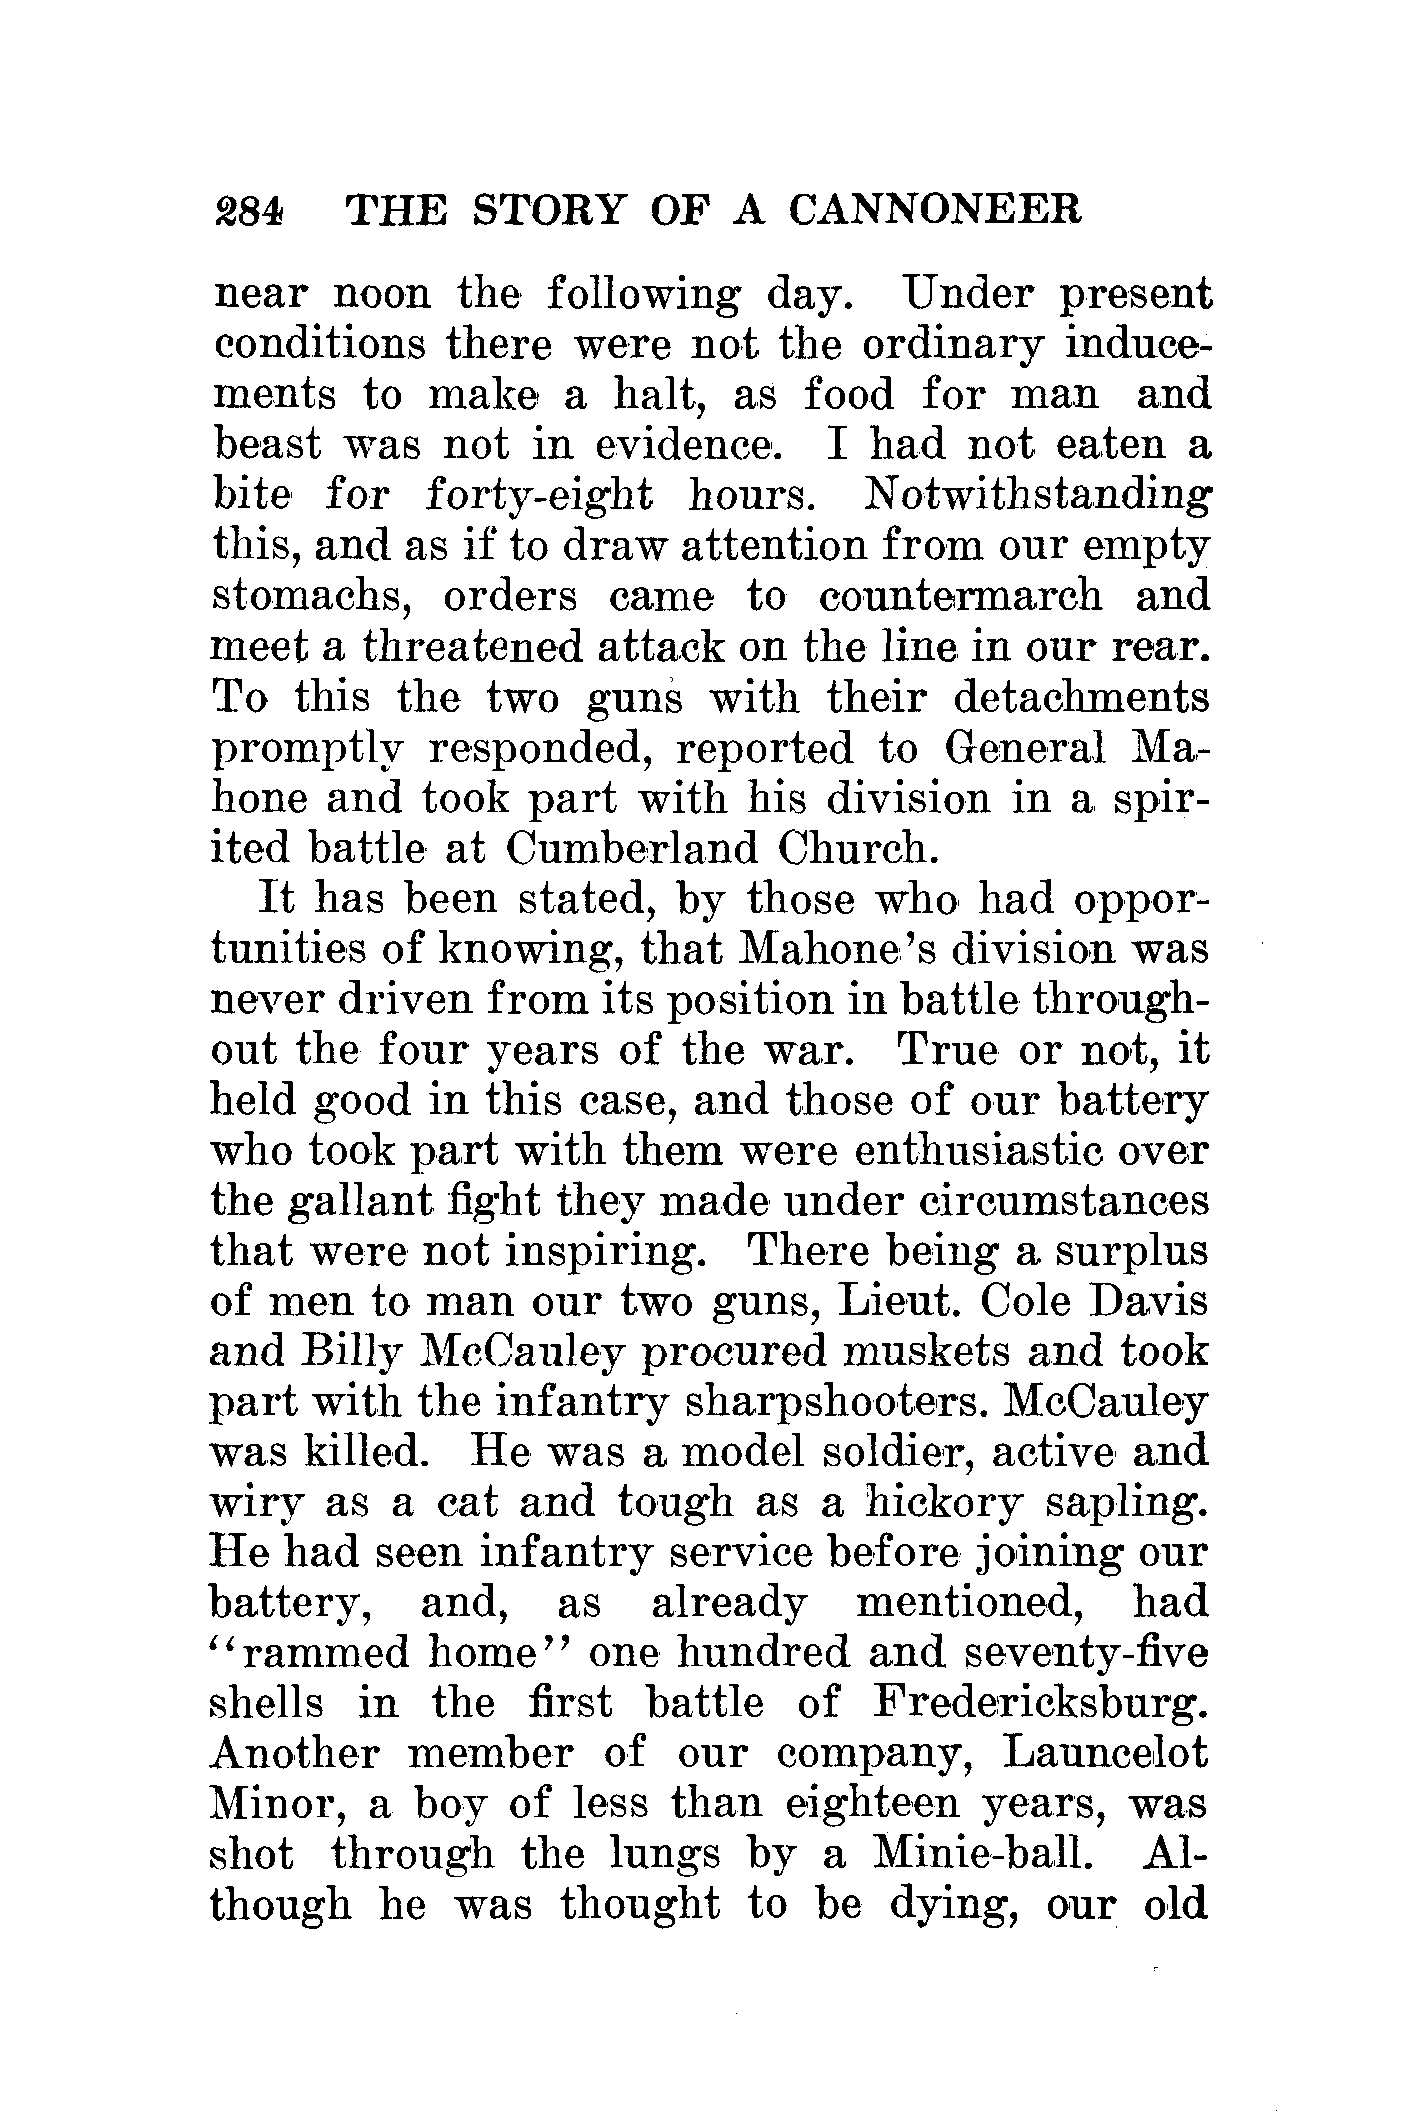 284 THE STORY OF A CANNONEER
near noon the following day. Under present
conditions there were not the ordinary induce-
ments to make a halt, as food for man and
beast was not in evidence. I had not eaten a
bite for forty-eight hours. Notwithstanding
this, and as if to draw attention from our empty
stomachs, orders came to countermarch and
meet a threatened attack on the line in our rear.
To this the two guns with their detachments
promptly responded, reported to General Ma-
hone and took part with his division in a spir-
ited battle at Cumberland Church.
It has been stated, by those who had oppor-
tunities of knowing, that Mahone's division was
never driven from its position in battle through-
out the four years of the war. True or not, it
held good in this case, and those of our battery
who took part with them were enthusiastic over
the gallant fight they made under circumstances
that were not inspiring. There being a surplus
of men to man our two guns, Lieut. Cole Davis
and Billy McCauley procured muskets and took
part with the infantry sharpshooters. McCauley
was killed. He was a model soldier, active and
wiry as a cat and tough as a hickory sapling.
He had seen infantry service before joining our
battery, and, as already mentioned, had
"rammed home" one hundred and seventy-five
shells in the first battle of Fredericksburg.
Another member of our company, Launcelot
Minor, a boy of less than eighteen years, was
shot through the lungs by a Minie-ball. Al-
though he was thought to be dying, our old